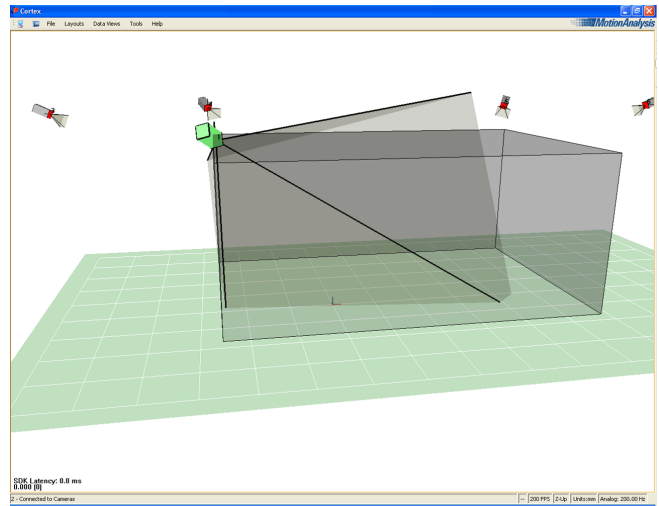 Cortex
File Layouts Data Views Tools Help
MotionAnalysis
SDK Latency: 0.0 ms
0.000 (0)
2 - Connected to Cameras
-- 200 FPS Z-Up Units:mm Analog: 200.00 Hz